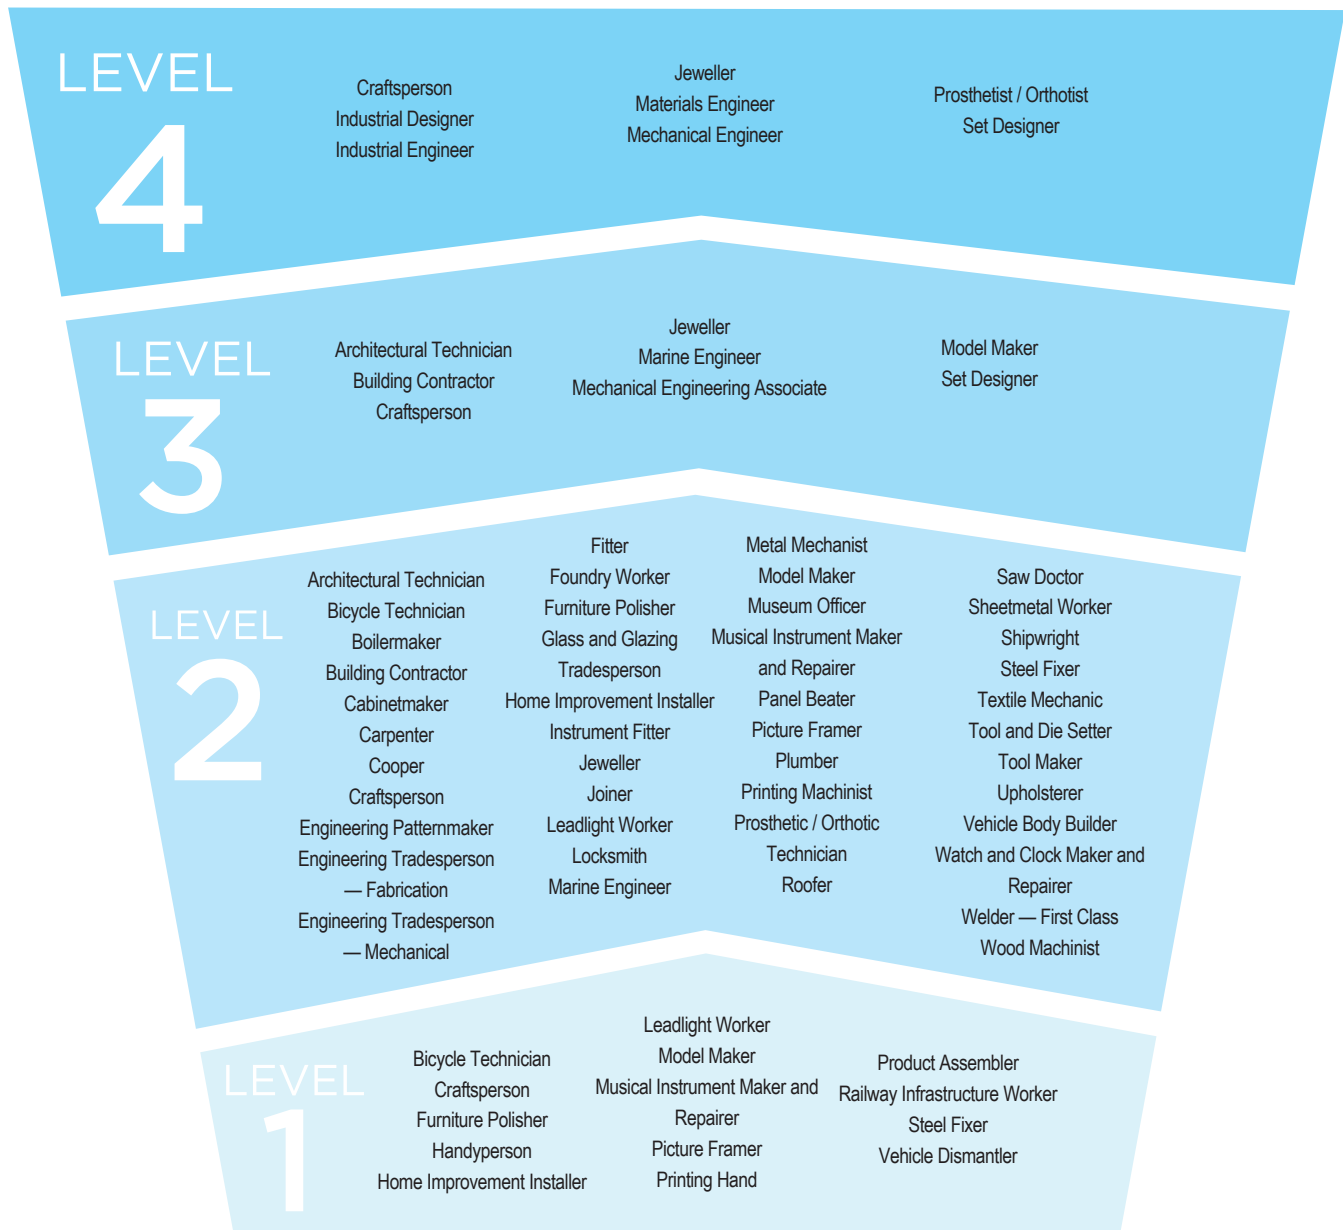 LEVEL
4
Craftsperson
Industrial Designer
Industrial Engineer
Jeweller
Materials Engineer
Mechanical Engineer
Prosthetist / Orthotist
Set Designer
LEVEL
3
Architectural Technician
Building Contractor
Craftsperson
Jeweller
Marine Engineer
Mechanical Engineering Associate
Model Maker
Set Designer
LEVEL
2
Architectural Technician
Bicycle Technician
Boilermaker
Building Contractor
Cabinetmaker
Carpenter
Cooper
Craftsperson
Engineering Patternmaker
Engineering Tradesperson
— Fabrication
Engineering Tradesperson
— Mechanical
Fitter
Foundry Worker
Furniture Polisher
Glass and Glazing
Tradesperson
Home Improvement Installer
Instrument Fitter
Jeweller
Joiner
Leadlight Worker
Locksmith
Marine Engineer
Metal Mechanist
Model Maker
Museum Officer
Musical Instrument Maker
and Repairer
Panel Beater
Picture Framer
Plumber
Printing Machinist
Prosthetic / Orthotic
Technician
Roofer
Saw Doctor
Sheetmetal Worker
Shipwright
Steel Fixer
Textile Mechanic
Tool and Die Setter
Tool Maker
Upholsterer
Vehicle Body Builder
Watch and Clock Maker and
Repairer
Welder — First Class
Wood Machinist
LEVEL
1
Bicycle Technician
Craftsperson
Furniture Polisher
Handyperson
Home Improvement Installer
Leadlight Worker
Model Maker
Musical Instrument Maker and
Repairer
Picture Framer
Printing Hand
Product Assembler
Railway Infrastructure Worker
Steel Fixer
Vehicle Dismantler